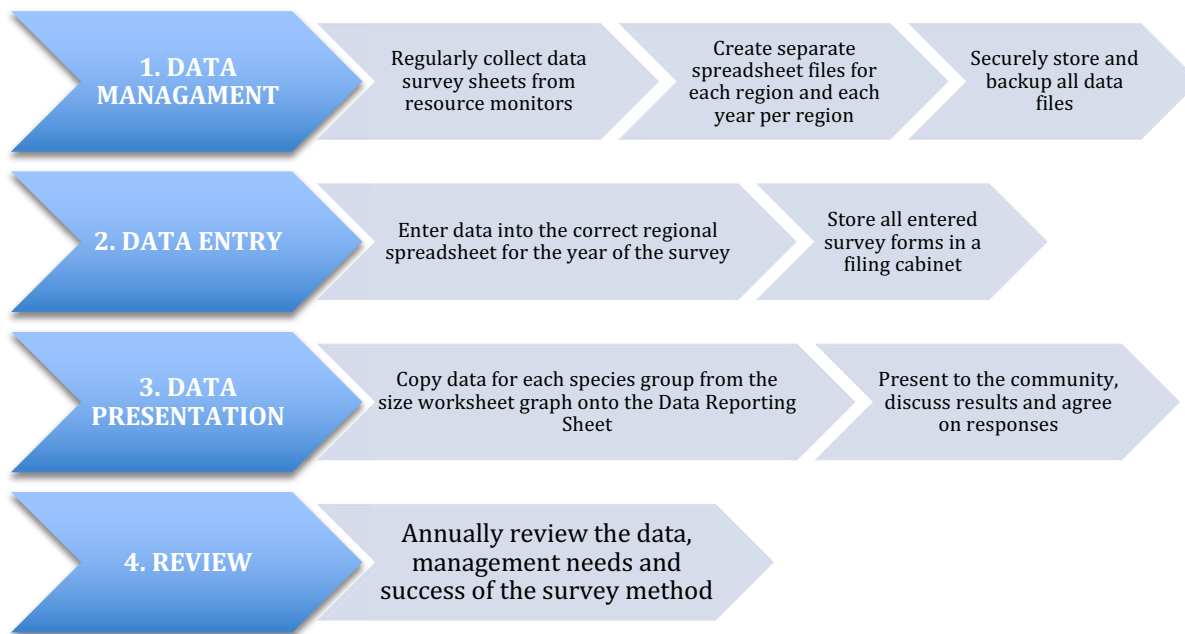 1. DATA
MANAGAMENT
Regularly collect data
survey sheets from
resource monitors
Create separate
spreadsheet files for
each region and each
year per region
Securely store and
backup all data
files
2. DATA ENTRY
Enter data into the correct regional
spreadsheet for the year of the survey
Store all entered
survey forms in a
filing cabinet
3. DATA
PRESENTATION
Copy data for each species group from the
size worksheet graph onto the Data Reporting
Sheet
Present to the community,
discuss results and agree
on responses
4. REVIEW
Annually review the data,
management needs and
success of the survey method